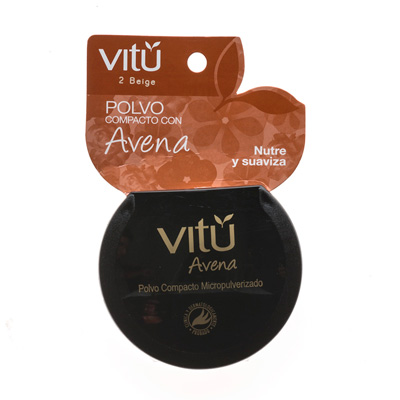 vitú
2 Beige
POLVO
COMPACTO CON
Avena
Nutre
y suaviza
vitú
Avena
Polvo Compacto Micropulverizado